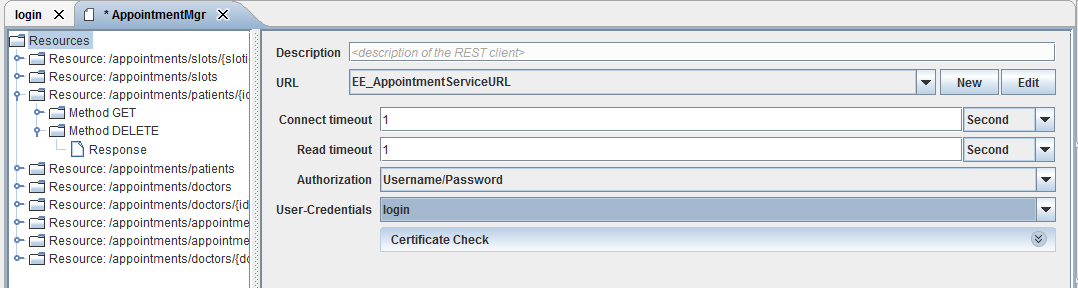 login
* AppointmentMgr
Resources
Resource: /appointments/slots/{sloti
Resource: /appointments/slots
Resource: /appointments/patients/{ic
Method GET
Method DELETE
Response
Resource: /appointments/patients
Resource: /appointments/doctors
Resource: /appointments/doctors/{id
Resource: /appointments/appointme
Resource: /appointments/appointme
Resource: /appointments/doctors/{do
Description <description of the REST client>
URL EE_AppointmentServiceURL New Edit
Connect timeout 1 Second
Read timeout 1 Second
Authorization Username/Password
User-Credentials login
Certificate Check